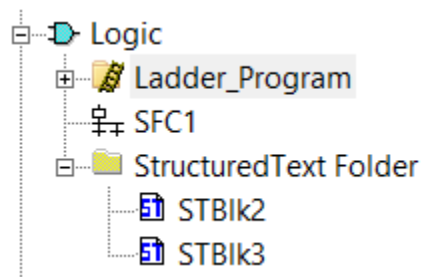 Logic
Ladder_Program
SFC1
StructuredText Folder
STBlk2
STBlk3